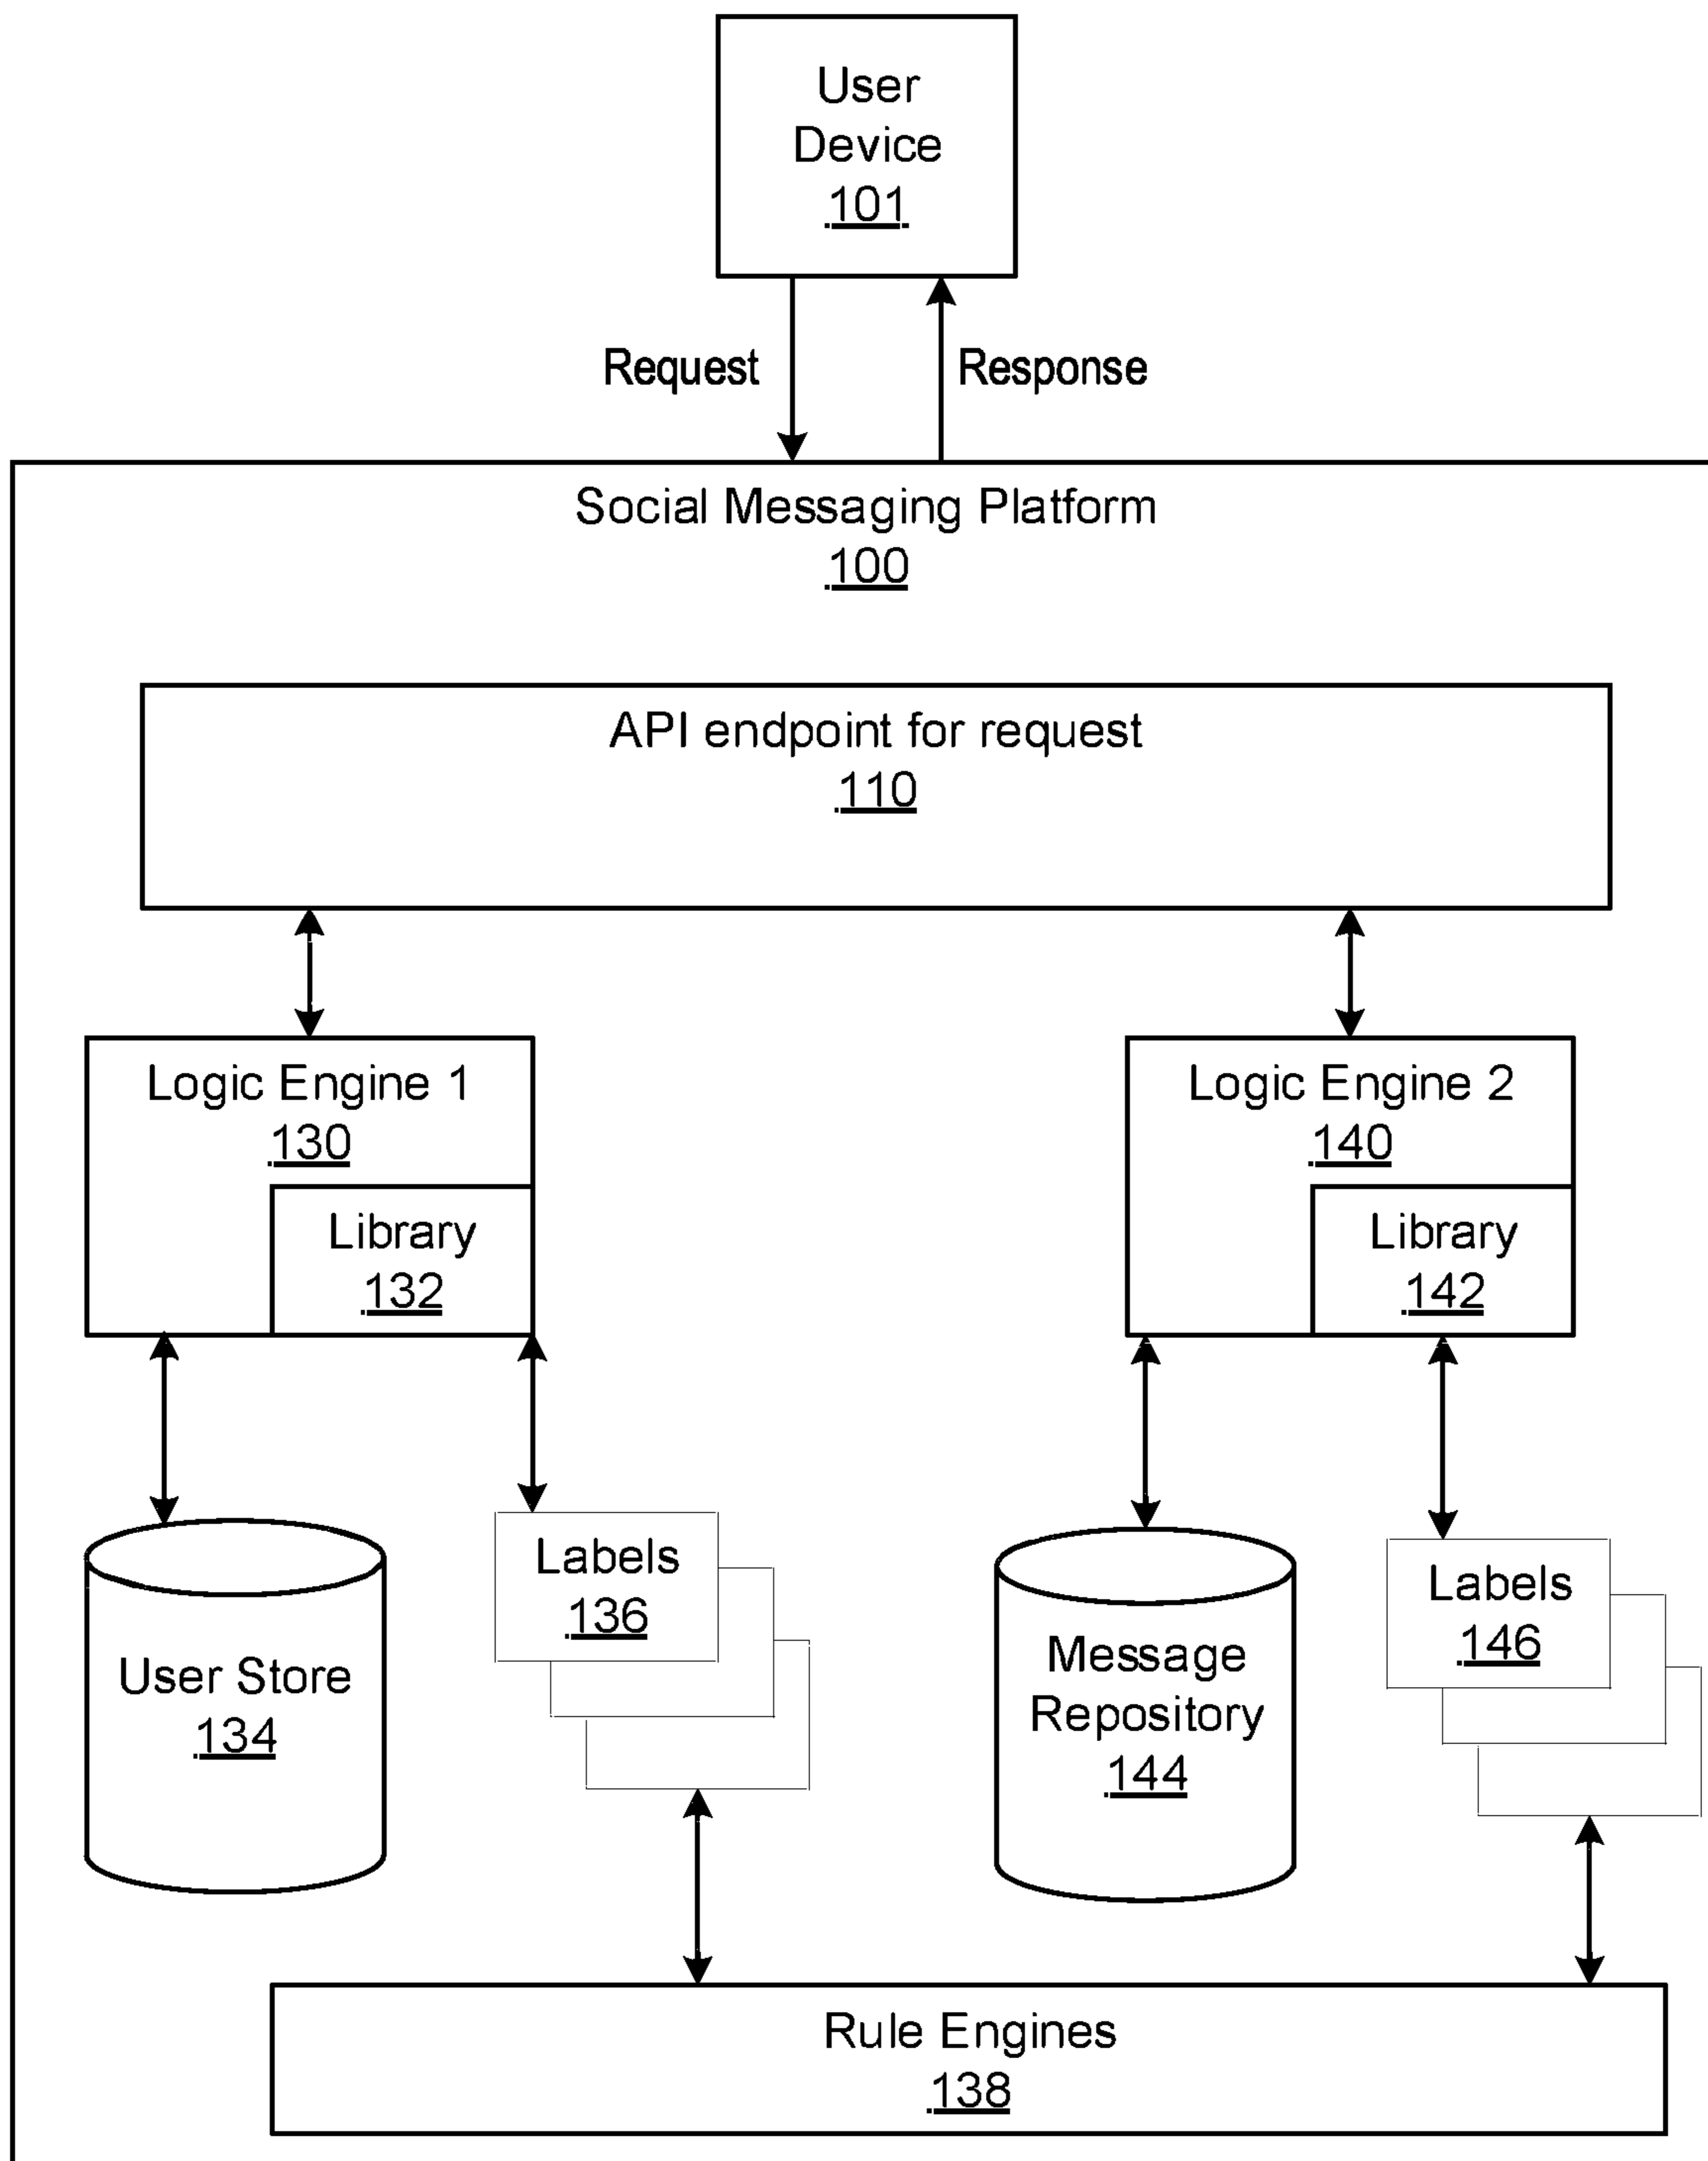 User
Device
101
Request
Response
Social Messaging Platform
100
API endpoint for request
110
Logic Engine 1
130
Library
132
Logic Engine 2
140
Library
142
User Store
134
Labels
136
Message
Repository
144
Labels
146
Rule Engines
138